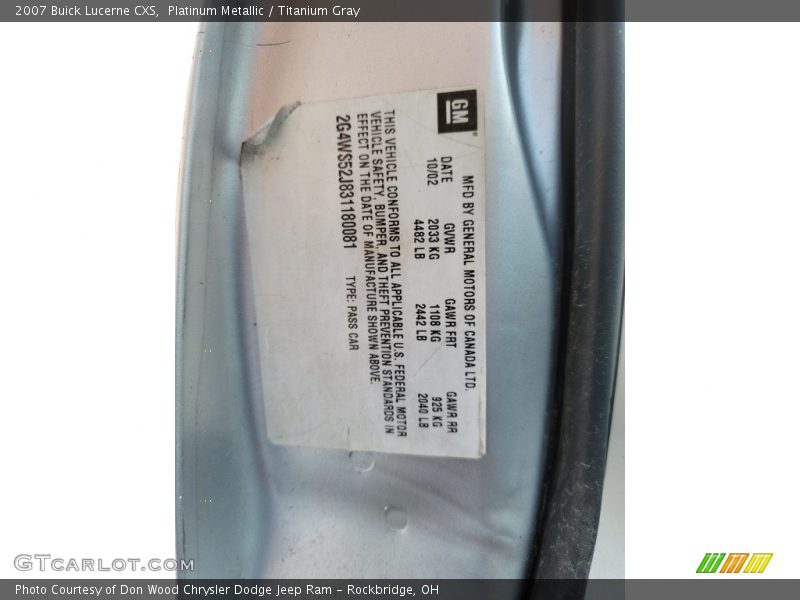 2007 Buick Lucerne CXS,  Platinum Metallic / Titanium Gray
GM
MFD BY GENERAL MOTORS OF CANADA LTD.
DATE GVWR GAWR FRT GAWR RR
10/02 2033 KG 1108 KG 925 KG
4482 LB 2442 LB 2040 LB
THIS VEHICLE CONFORMS TO ALL APPLICABLE U.S. FEDERAL MOTOR
VEHICLE SAFETY, BUMPER, AND THEFT PREVENTION STANDARDS IN
EFFECT ON THE DATE OF MANUFACTURE SHOWN ABOVE.
2G4WS52J831180081 TYPE: PASS CAR
GTCARLOT.COM
Photo Courtesy of Don Wood Chrysler Dodge Jeep Ram – Rockbridge, OH